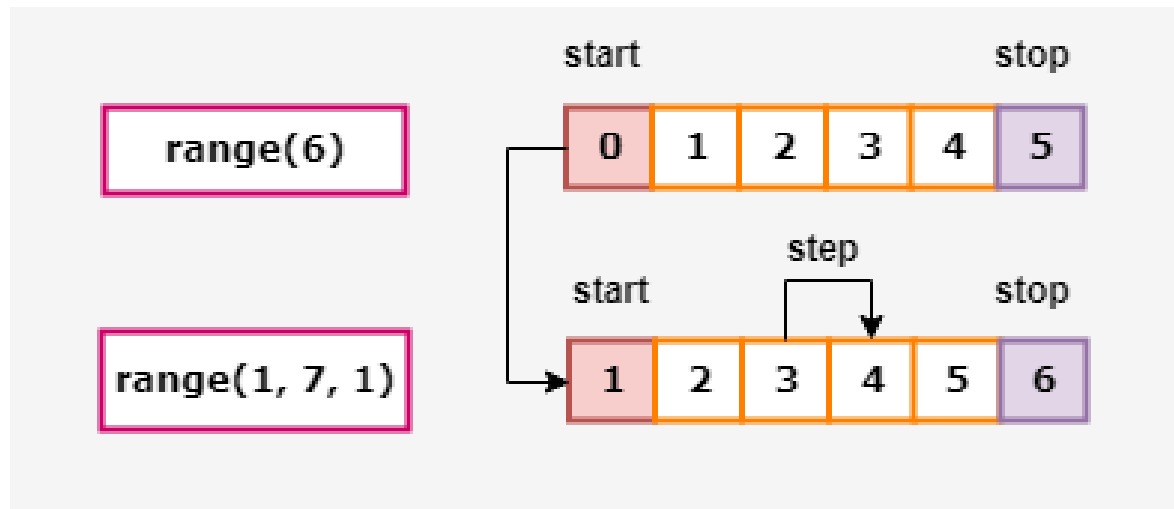 start stop
range(6) 0 1 2 3 4 5
step
start stop
range(1, 7, 1) 1 2 3 4 5 6